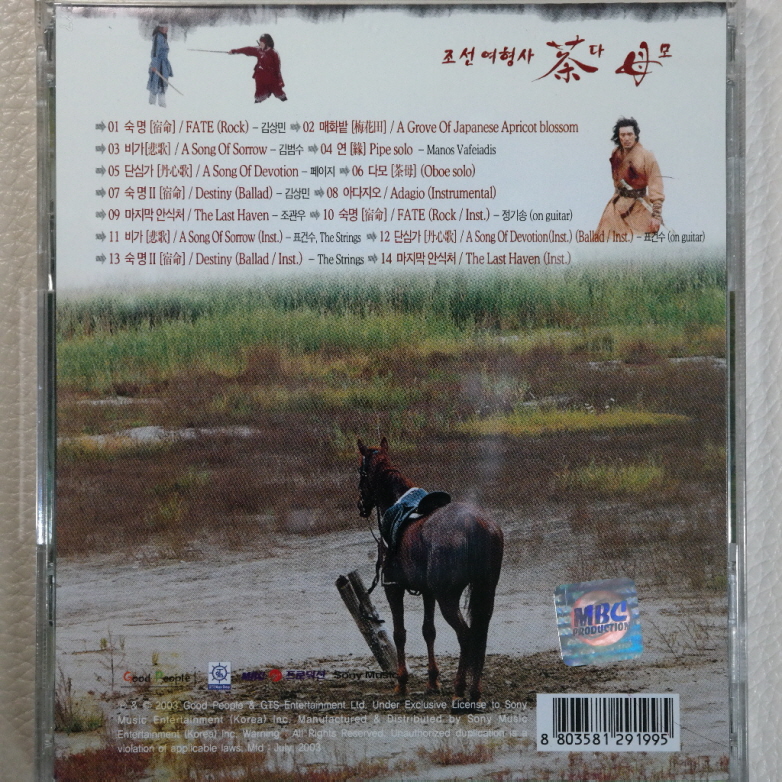 조선 여형사 茶 다 母 모
01 숙명 [宿命] / FATE (Rock) – 김상민 02 매화밭 [梅花田] / A Grove Of Japanese Apricot blossom
03 비가[悲歌] / A Song Of Sorrow – 김범수 04 연 [緣] Pipe solo – Manos Vafeiadis
05 단심가 [丹心歌] / A Song Of Devotion – 페이지 06 다모 [茶母] (Oboe solo)
07 숙명 II [宿命] / Destiny (Ballad) – 김상민 08 아다지오 / Adagio (Instrumental)
09 마지막 안식처 / The Last Haven – 조관우 10 숙명 [宿命] / FATE (Rock / Inst.) – 정기송 (on guitar)
11 비가 [悲歌] / A Song Of Sorrow (Inst.) – 표건수, The Strings 12 단심가 [丹心歌] / A Song Of Devotion(Inst.) (Ballad / Inst.) – 표건수 (on guitar)
13 숙명 II [宿命] / Destiny (Ballad / Inst.) – The Strings 14 마지막 안식처 / The Last Haven (Inst.)
MBC
PRODUCTION
Good People MBC 프로덕션 Sony Music
℗ & © 2003 Good People & GTS Entertainment Ltd. Under Exclusive License to Sony
Music Entertainment (Korea) Inc. Manufactured & Distributed by Sony Music
Entertainment (Korea) Inc. Warning : All Rights Reserved. Unauthorized duplication is a
violation of applicable laws. Mfd : July, 2003
8 803581 291995